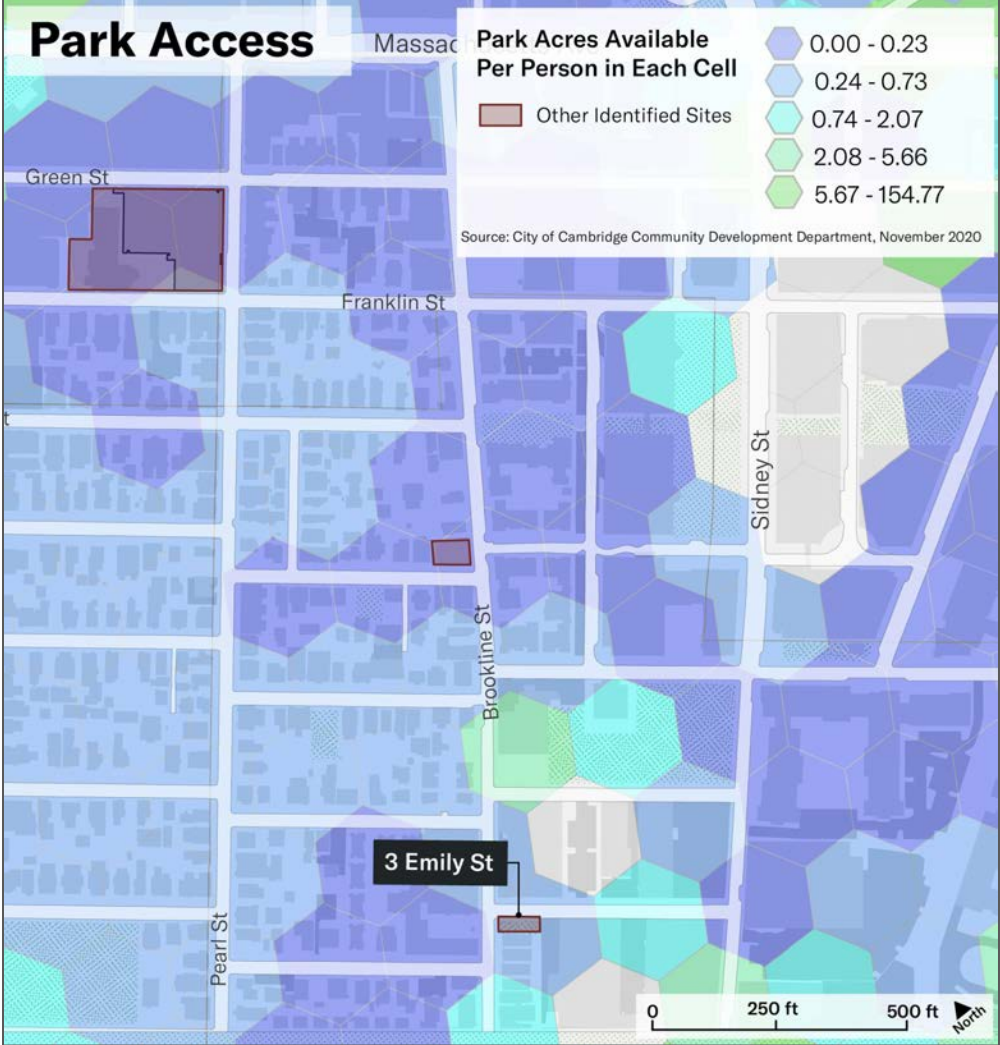 Park Access
Massac
Park Acres Available
Per Person in Each Cell
Other Identified Sites
0.00 - 0.23
0.24 - 0.73
0.74 - 2.07
2.08 - 5.66
5.67 - 154.77
Source: City of Cambridge Community Development Department, November 2020
Green St
Franklin St
t
Sidney St
Brookline St
3 Emily St
Pearl St
0
250 ft
500 ft
North